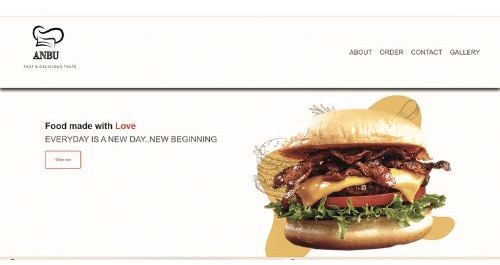 ANBU
FAST & DELICIOUS TASTE
ABOUT ORDER CONTACT GALLERY
Food made with Love
EVERYDAY IS A NEW DAY..NEW BEGINNING
Order now